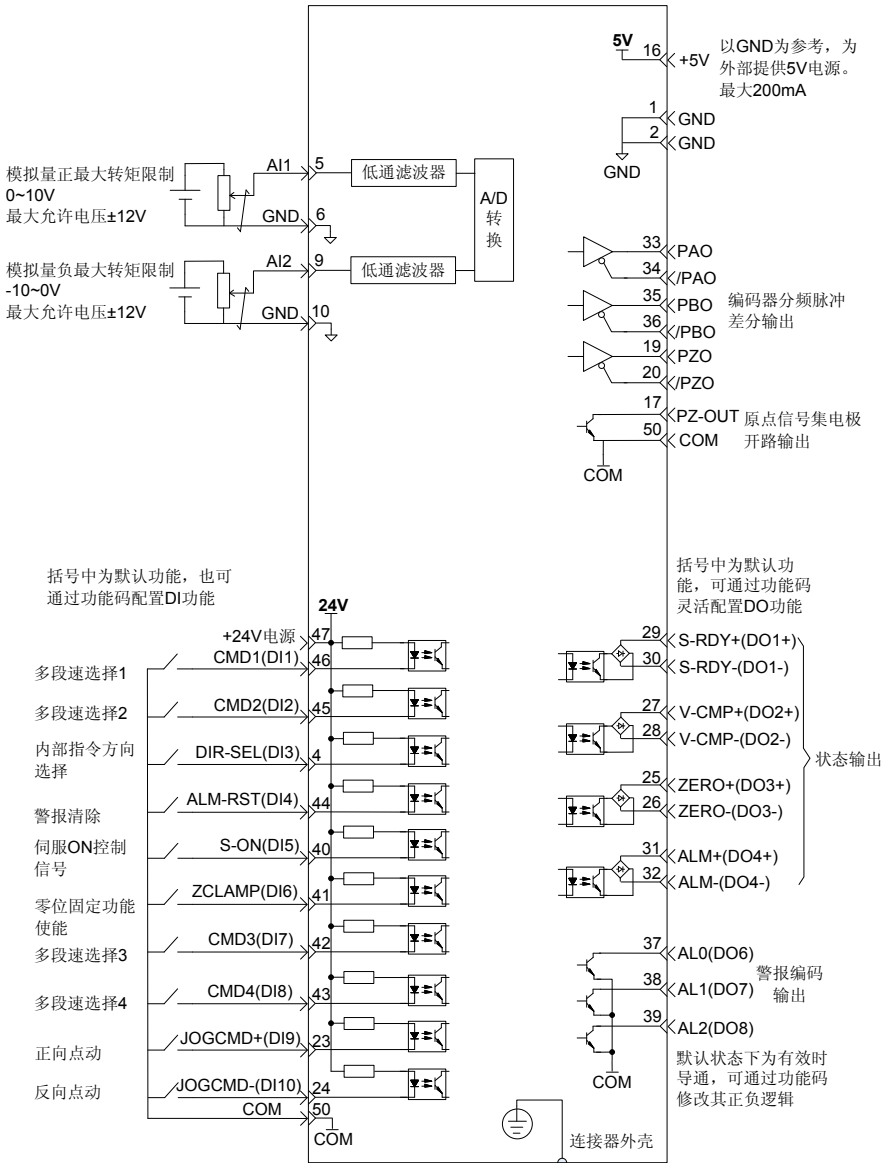 5V
16
+5V
以GND为参考，为
外部提供5V电源。
最大200mA
1
GND
2
GND
GND
模拟量正最大转矩限制
0~10V
最大允许电压±12V
AI1
5
低通滤波器
GND
6
A/D
转
换
模拟量负最大转矩限制
-10~0V
最大允许电压±12V
AI2
9
低通滤波器
GND
10
33
PAO
34
/PAO
35
PBO
36
/PBO
19
PZO
20
/PZO
编码器分频脉冲
差分输出
17
PZ-OUT
50
COM
原点信号集电极
开路输出
COM
括号中为默认功能，也可
通过功能码配置DI功能
24V
+24V电源
47
多段速选择1
CMD1(DI1)
46
多段速选择2
CMD2(DI2)
45
内部指令方向
选择
DIR-SEL(DI3)
4
警报清除
ALM-RST(DI4)
44
伺服ON控制
信号
S-ON(DI5)
40
零位固定功能
使能
ZCLAMP(DI6)
41
多段速选择3
CMD3(DI7)
42
多段速选择4
CMD4(DI8)
43
正向点动
JOGCMD+(DI9)
23
反向点动
JOGCMD-(DI10)
24
COM
50
COM
括号中为默认功
能，可通过功能码
灵活配置DO功能
29
S-RDY+(DO1+)
30
S-RDY-(DO1-)
27
V-CMP+(DO2+)
28
V-CMP-(DO2-)
25
ZERO+(DO3+)
26
ZERO-(DO3-)
31
ALM+(DO4+)
32
ALM-(DO4-)
状态输出
37
AL0(DO6)
38
AL1(DO7)
39
AL2(DO8)
警报编码
输出
COM
默认状态下为有效时
导通，可通过功能码
修改其正负逻辑
连接器外壳